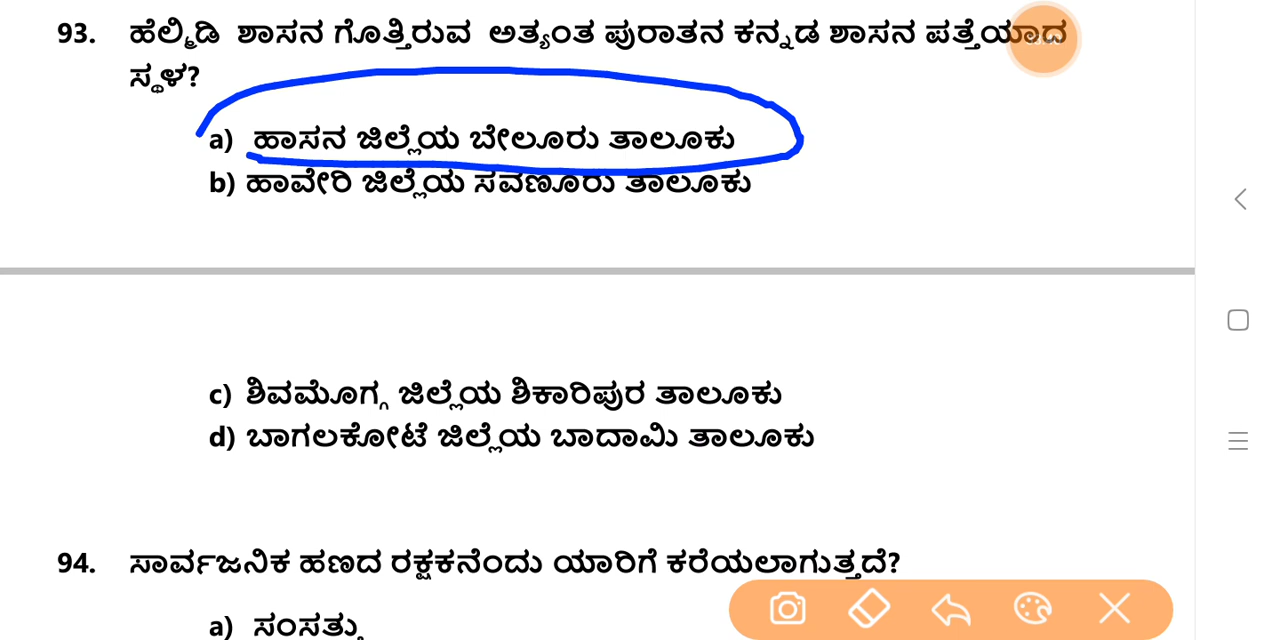 93. ಹೆಲ್ಮಿಡಿ ಶಾಸನ ಗೊತ್ತಿರುವ ಅತ್ಯಂತ ಪುರಾತನ ಕನ್ನಡ ಶಾಸನ ಪತ್ತೆಯಾದ
ಸ್ಥಳ?
a) ಹಾಸನ ಜಿಲ್ಲೆಯ ಬೇಲೂರು ತಾಲೂಕು
b) ಹಾವೇರಿ ಜಿಲ್ಲೆಯ ಸವಣೂರು ತಾಲೂಕು
c) ಶಿವಮೊಗ್ಗ ಜಿಲ್ಲೆಯ ಶಿಕಾರಿಪುರ ತಾಲೂಕು
d) ಬಾಗಲಕೋಟೆ ಜಿಲ್ಲೆಯ ಬಾದಾಮಿ ತಾಲೂಕು
94. ಸಾರ್ವಜನಿಕ ಹಣದ ರಕ್ಷಕನೆಂದು ಯಾರಿಗೆ ಕರೆಯಲಾಗುತ್ತದೆ?
a) ಸಂಸತ್ತು